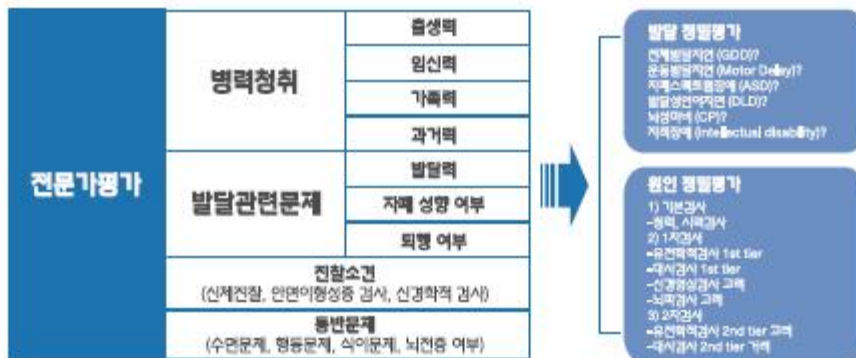 전문가평가
병력청취
출생력
임신력
가족력
과거력
발달관련문제
발달력
자폐 성향 여부
퇴행 여부
진찰소견
(신체진찰, 안면이형성증 검사, 신경학적 검사)
동반문제
(수면문제, 행동문제, 식이문제, 뇌전증 여부)
발달 정밀평가
전체발달지연 (GDD)?
운동발달지연 (Motor Delay)?
자폐스펙트럼장애 (ASD)?
발달성언어지연 (DLD)?
뇌성마비 (CP)?
지적장애 (intellectual disability)?
원인 정밀평가
1) 기본검사
-청력, 시력검사
2) 1차검사
-유전학적검사 1st tier
-대사검사 1st tier
-신경영상검사 고려
-뇌파검사 고려
3) 2차검사
-유전학적검사 2nd tier 고려
-대사검사 2nd tier